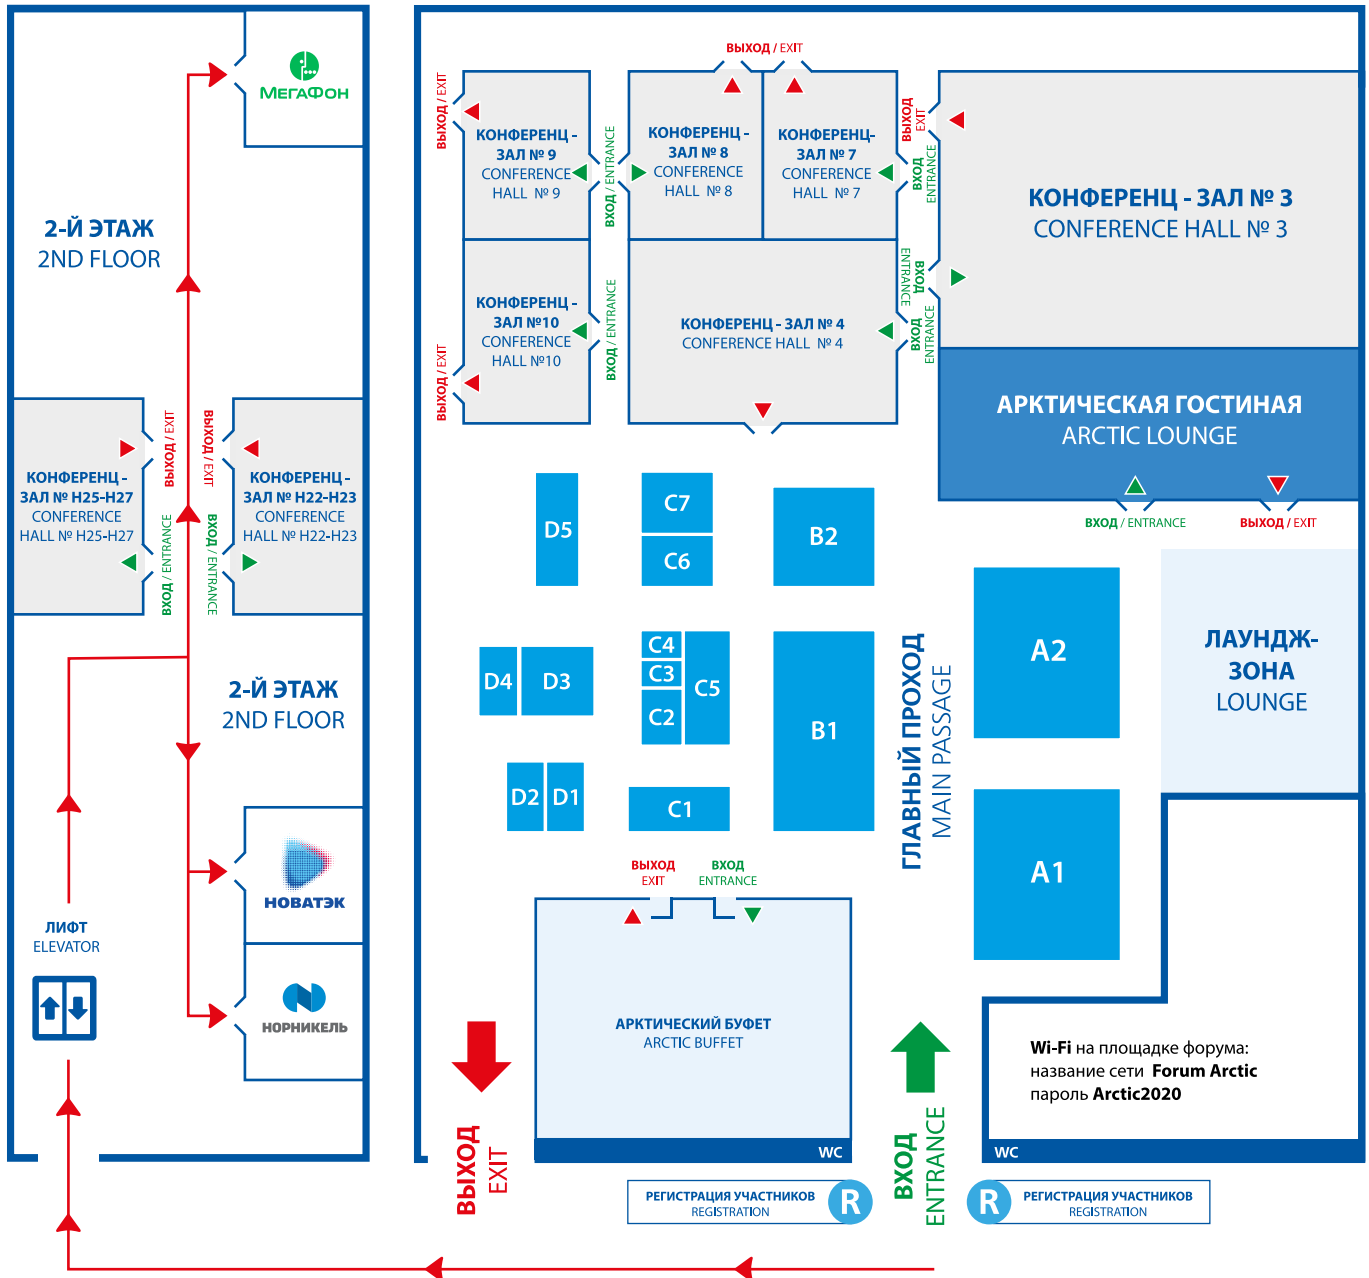 МЕГАФОН
2-Й ЭТАЖ
2ND FLOOR
ВЫХОД / EXIT
ВЫХОД / EXIT
КОНФЕРЕНЦ -
ЗАЛ № H25-H27
CONFERENCE
HALL № H25-H27
КОНФЕРЕНЦ -
ЗАЛ № H22-H23
CONFERENCE
HALL № H22-H23
ВХОД / ENTRANCE
ВХОД / ENTRANCE
2-Й ЭТАЖ
2ND FLOOR
НОВАТЭК
ЛИФТ
ELEVATOR
НОРНИКЕЛЬ
ВЫХОД / EXIT
ВЫХОД / EXIT
КОНФЕРЕНЦ -
ЗАЛ № 9
CONFERENCE
HALL № 9
ВХОД / ENTRANCE
КОНФЕРЕНЦ -
ЗАЛ № 8
CONFERENCE
HALL № 8
КОНФЕРЕНЦ-
ЗАЛ № 7
CONFERENCE
HALL № 7
ВЫХОД
EXIT
ВХОД
ENTRANCE
КОНФЕРЕНЦ - ЗАЛ № 3
CONFERENCE HALL № 3
КОНФЕРЕНЦ -
ЗАЛ №10
CONFERENCE
HALL №10
ВЫХОД / EXIT
ВХОД / ENTRANCE
КОНФЕРЕНЦ - ЗАЛ № 4
CONFERENCE HALL № 4
ВХОД
ENTRANCE
ВХОД
ENTRANCE
АРКТИЧЕСКАЯ ГОСТИНАЯ
ARCTIC LOUNGE
ВХОД / ENTRANCE
ВЫХОД / EXIT
D5
C7
C6
B2
C4
C3
C2
C5
D4
D3
B1
D2
D1
C1
ГЛАВНЫЙ ПРОХОД
MAIN PASSAGE
A2
A1
ЛАУНДЖ-
ЗОНА
LOUNGE
ВЫХОД
EXIT
ВХОД
ENTRANCE
АРКТИЧЕСКИЙ БУФЕТ
ARCTIC BUFFET
WC
Wi-Fi на площадке форума:
название сети Forum Arctic
пароль Arctic2020
WC
ВЫХОД
EXIT
ВХОД
ENTRANCE
РЕГИСТРАЦИЯ УЧАСТНИКОВ
REGISTRATION
R
R
РЕГИСТРАЦИЯ УЧАСТНИКОВ
REGISTRATION